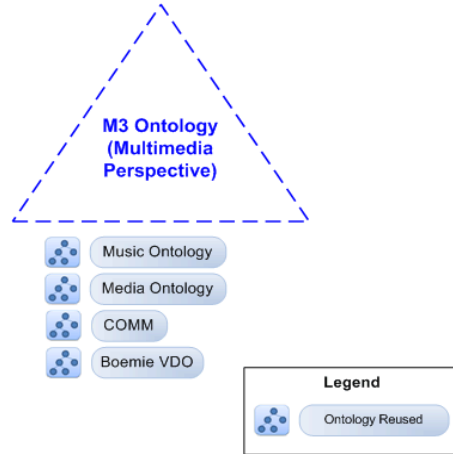 M3 Ontology
(Multimedia
Perspective)
Music Ontology
Media Ontology
COMM
Boemie VDO
Legend
Ontology Reused